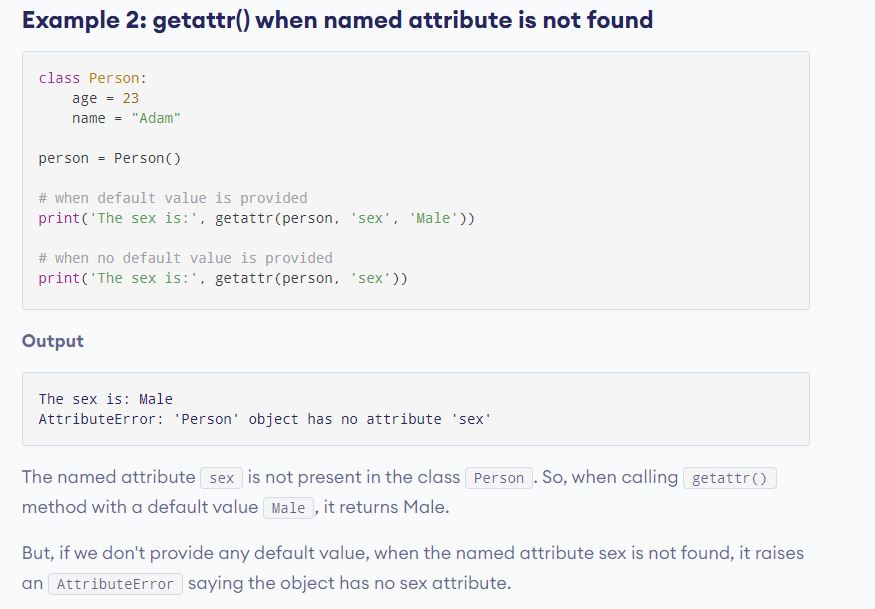 Example 2: getattr() when named attribute is not found
class Person:
    age = 23
    name = "Adam"
person = Person()
# when default value is provided
print('The sex is:', getattr(person, 'sex', 'Male'))
# when no default value is provided
print('The sex is:', getattr(person, 'sex'))
Output
The sex is: Male
AttributeError: 'Person' object has no attribute 'sex'
The named attribute sex is not present in the class Person. So, when calling getattr()
method with a default value Male, it returns Male.
But, if we don't provide any default value, when the named attribute sex is not found, it raises
an AttributeError saying the object has no sex attribute.